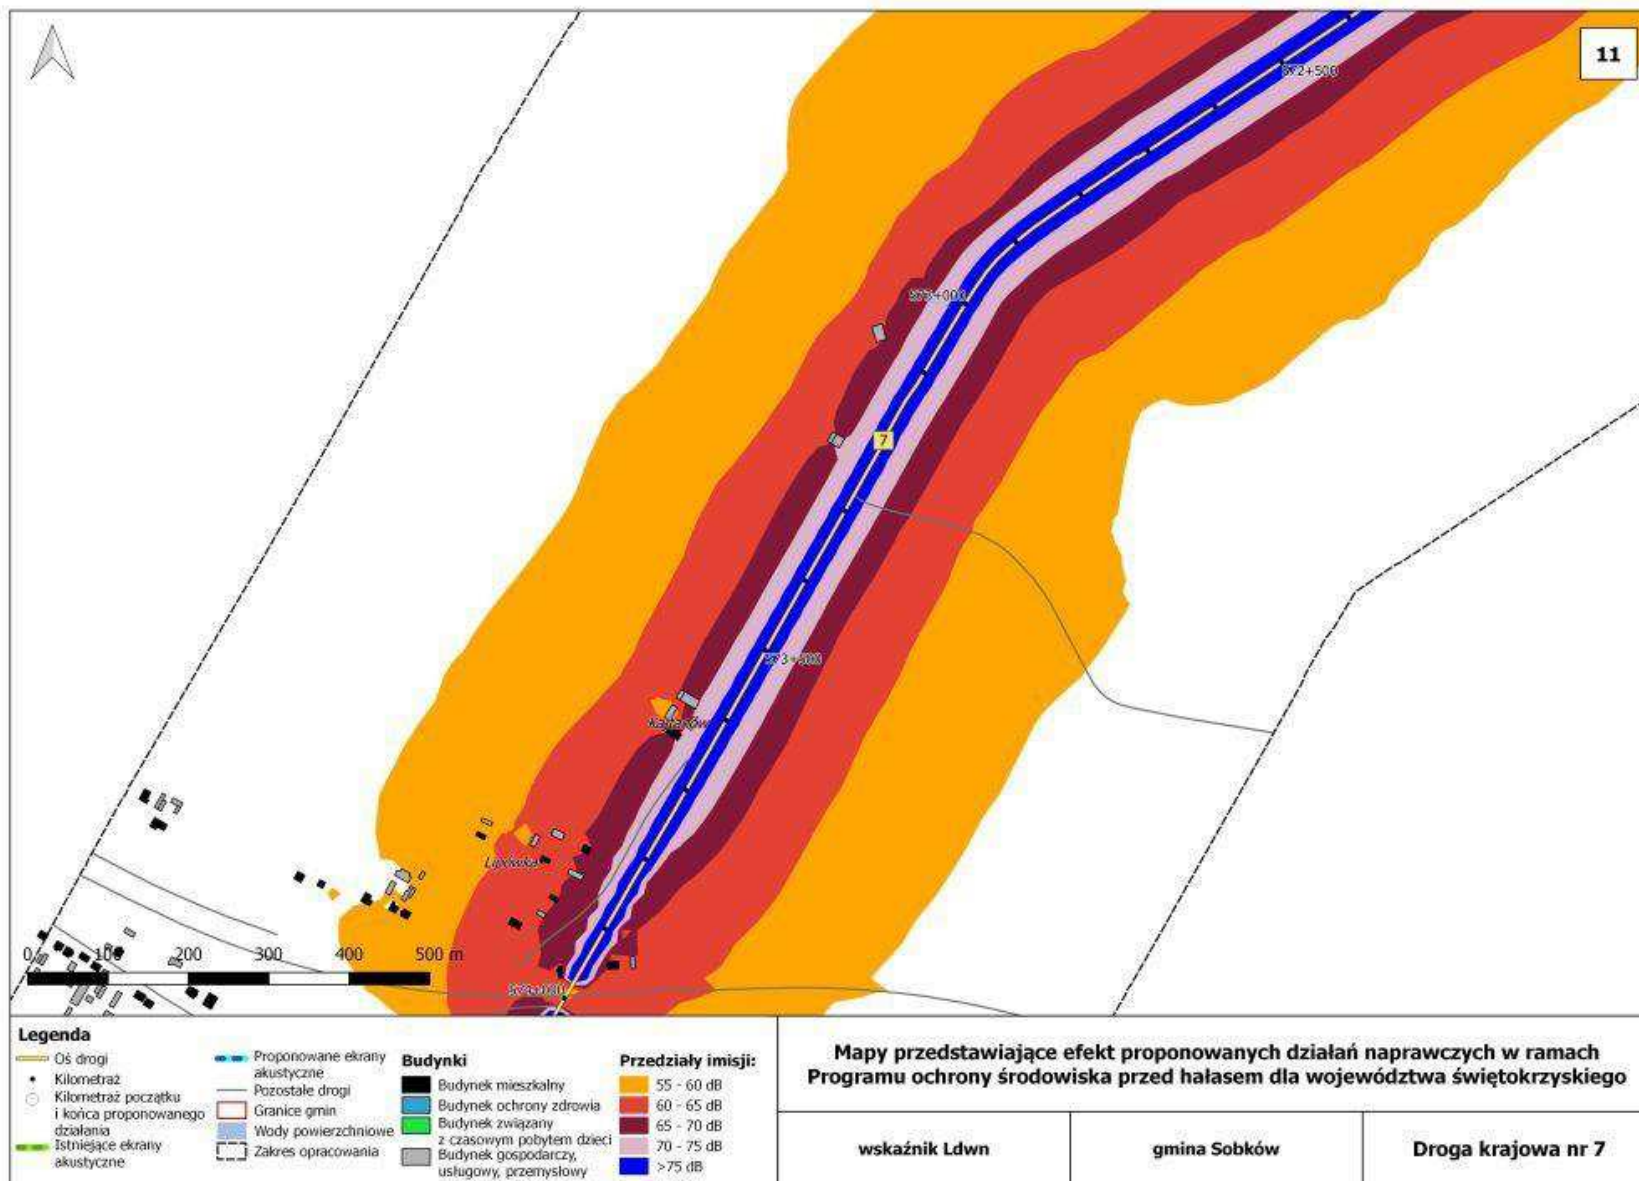 11
572+500
573+000
7
573+500
Lipówka
0 100 200 300 400 500 m
574+000
Legenda
Oś drogi
Kilometraż
Kilometraż początku
i końca proponowanego
działania
Istniejące ekrany
akustyczne
Proponowane ekrany
akustyczne
Pozostałe drogi
Granice gmin
Wody powierzchniowe
Zakres opracowania
Budynki
Budynek mieszkalny
Budynek ochrony zdrowia
Budynek związany
z czasowym pobytem dzieci
Budynek gospodarczy,
usługowy, przemysłowy
Przedziały imisji:
55 - 60 dB
60 - 65 dB
65 - 70 dB
70 - 75 dB
>75 dB
Mapy przedstawiające efekt proponowanych działań naprawczych w ramach
Programu ochrony środowiska przed hałasem dla województwa świętokrzyskiego
wskaźnik Ldwn
gmina Sobków
Droga krajowa nr 7